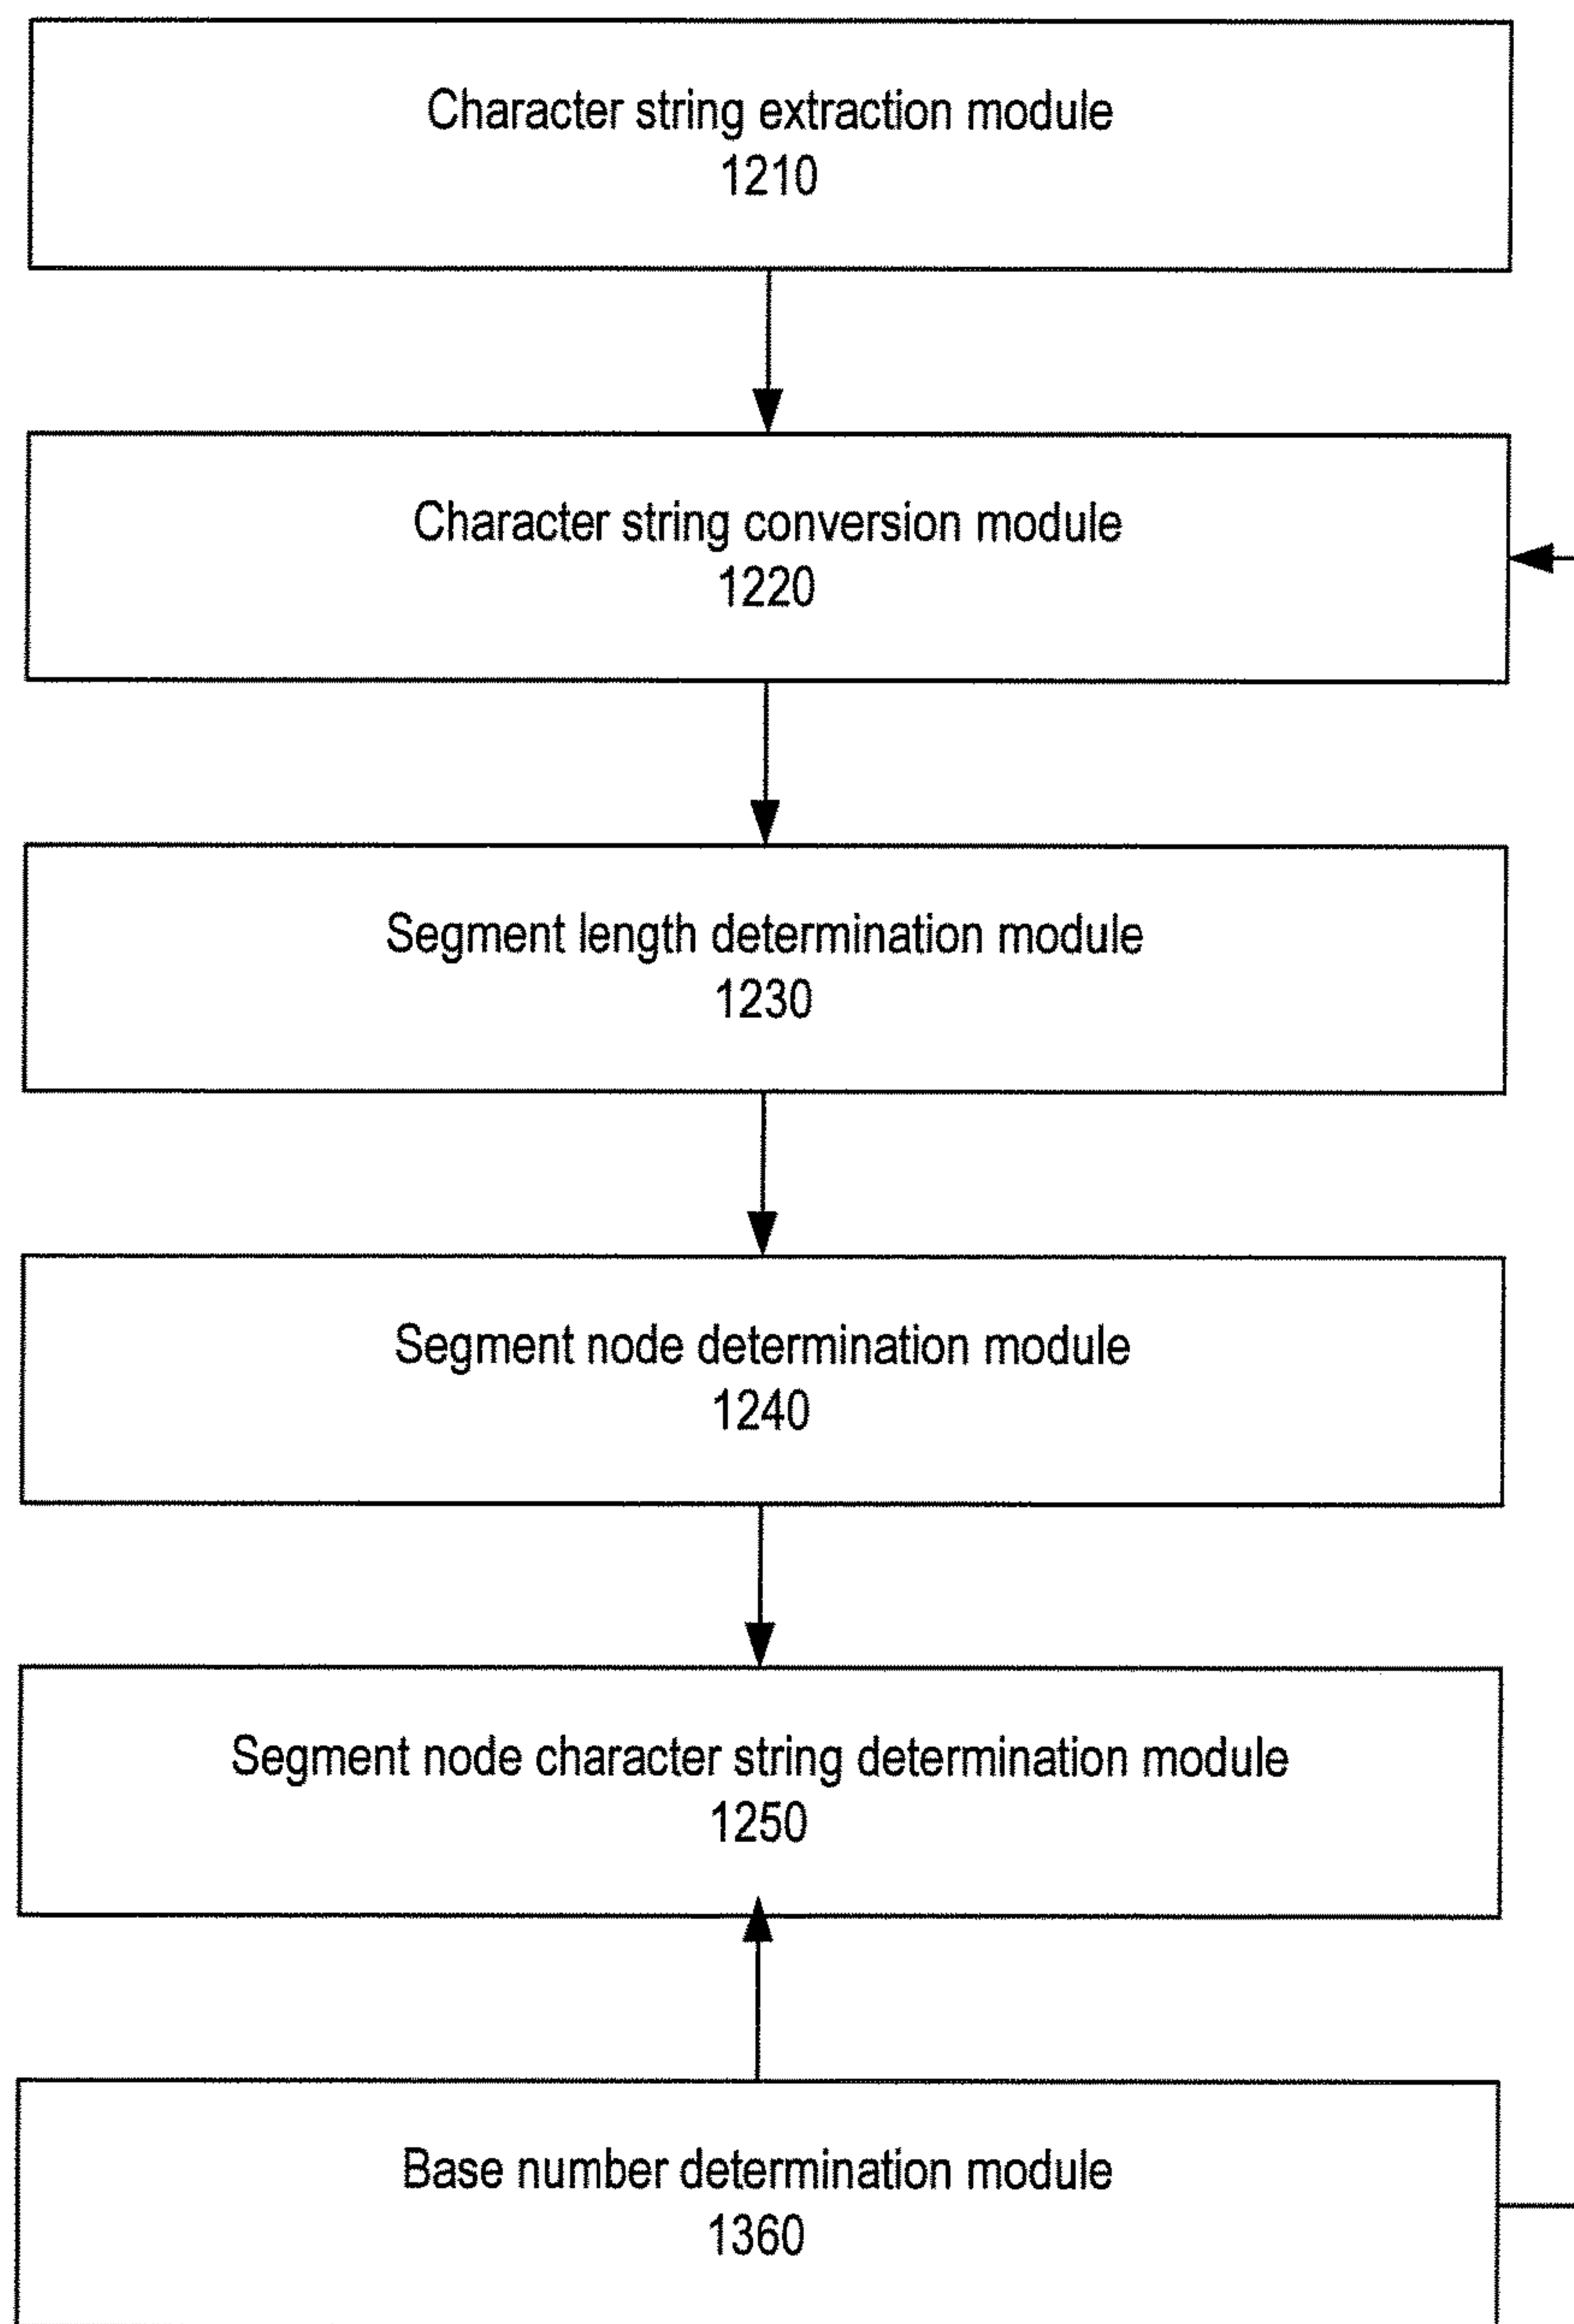 Character string extraction module
1210
Character string conversion module
1220
Segment length determination module
1230
Segment node determination module
1240
Segment node character string determination module
1250
Base number determination module
1360